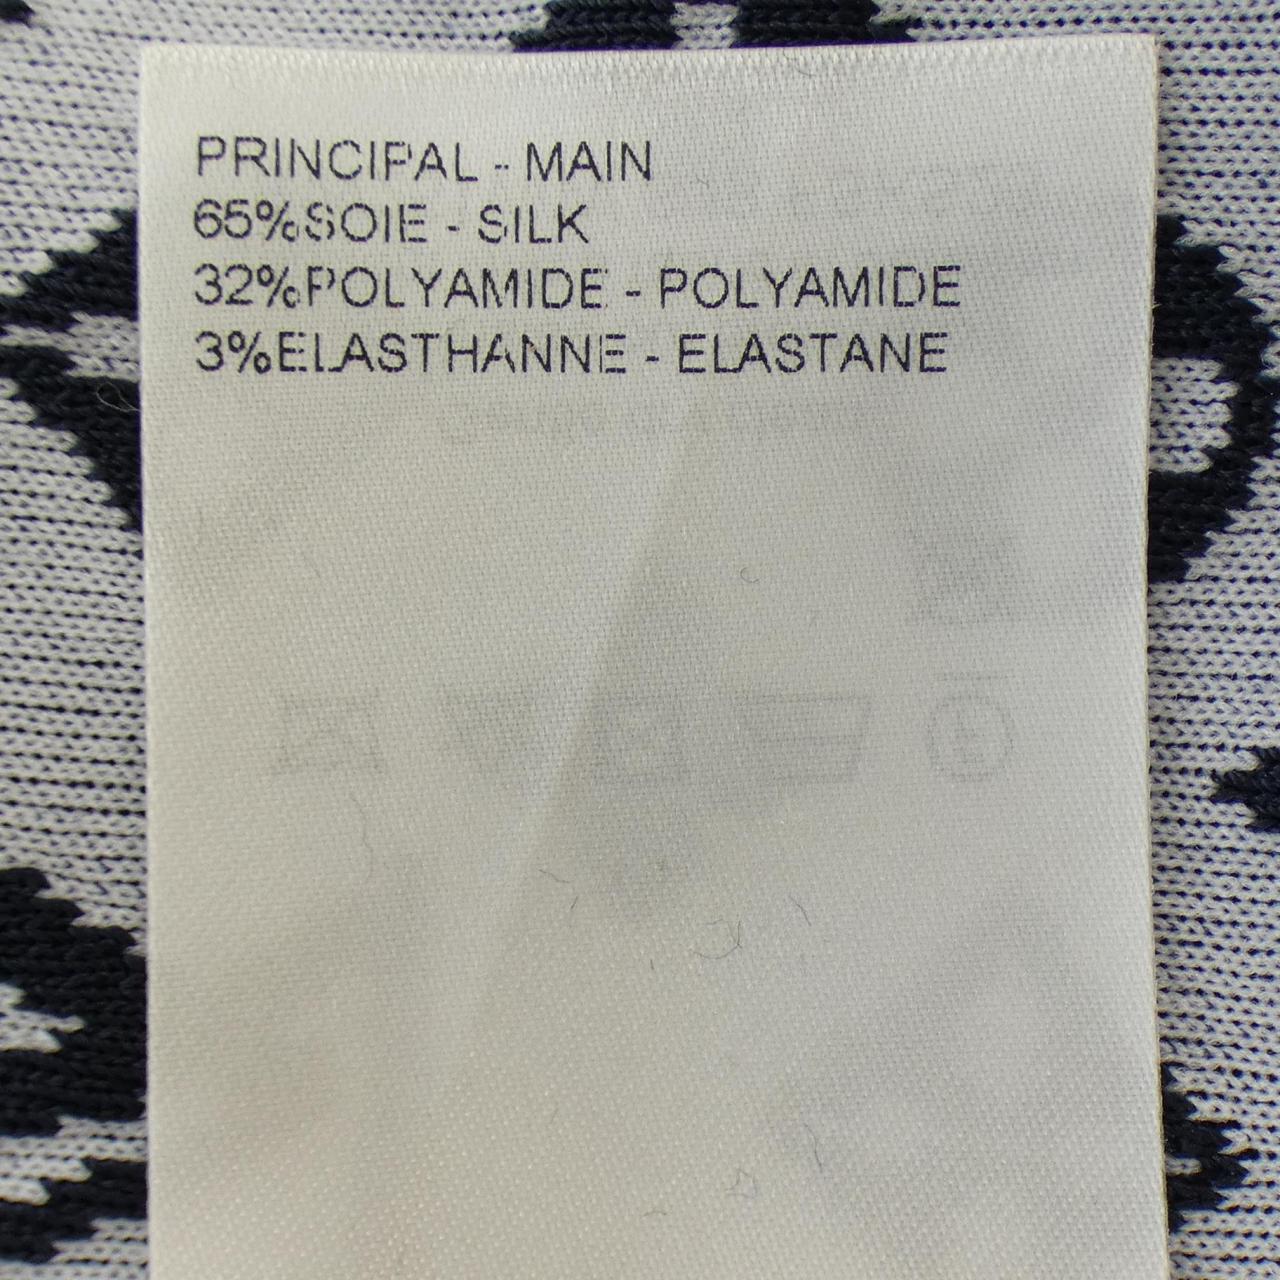 PRINCIPAL - MAIN
65%SOIE - SILK
32%POLYAMIDE - POLYAMIDE
3%ELASTHANNE - ELASTANE